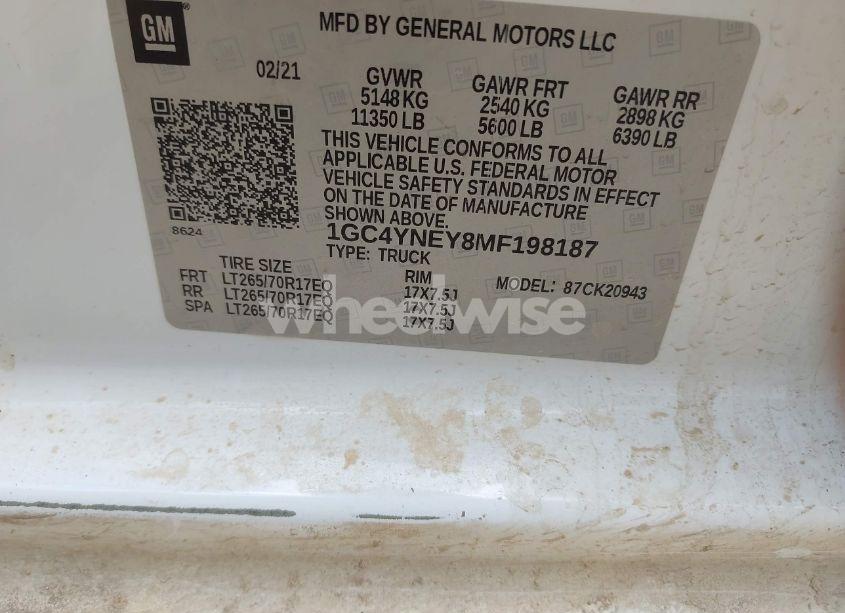 GM
MFD BY GENERAL MOTORS LLC
02/21
GVWR
5148 KG
11350 LB
GAWR FRT
2540 KG
5600 LB
GAWR RR
2898 KG
6390 LB
THIS VEHICLE CONFORMS TO ALL
APPLICABLE U.S. FEDERAL MOTOR
VEHICLE SAFETY STANDARDS IN EFFECT
ON THE DATE OF MANUFACTURE
SHOWN ABOVE.
8624
1GC4YNEY8MF198187
TYPE: TRUCK
TIRE SIZE
RIM
MODEL: 87CK20943
FRT LT265/70R17EQ 17X7.5J
RR LT265/70R17EQ 17X7.5J
SPA LT265/70R17EQ 17X7.5J
wheelwise